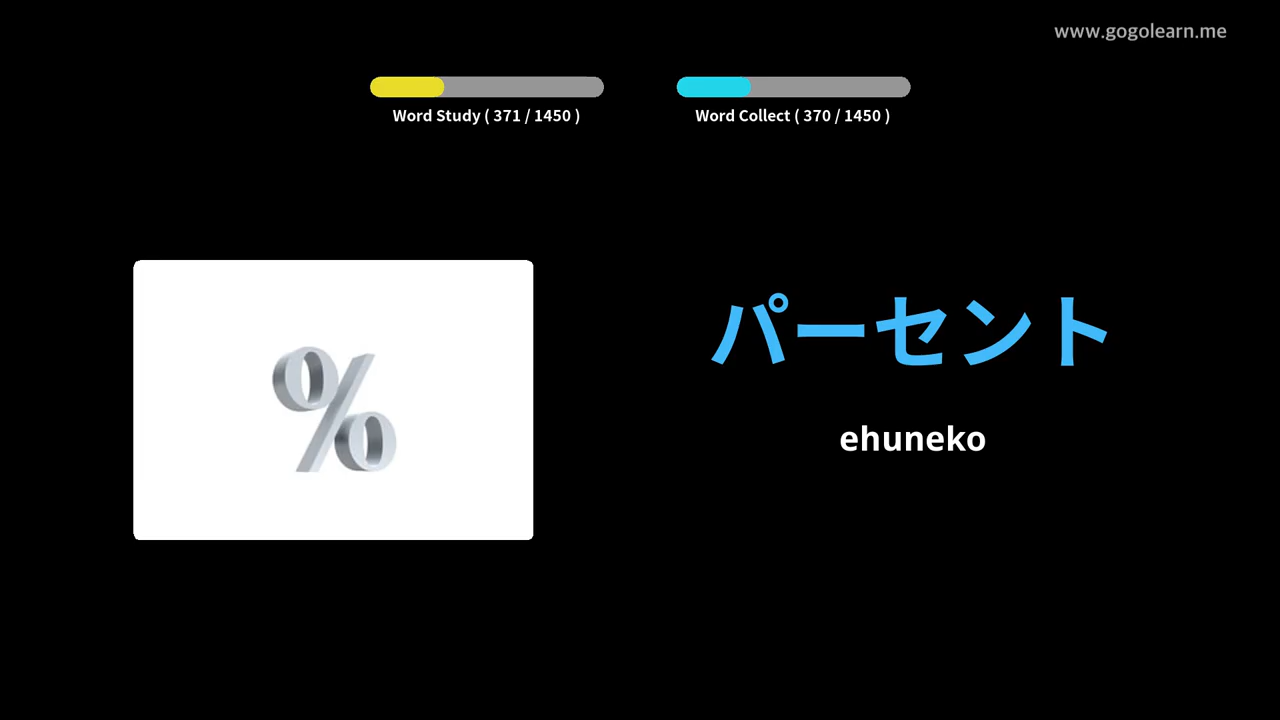 www.gogolearn.me
Word Study ( 371 / 1450 )
Word Collect ( 370 / 1450 )
%
パーセント
ehuneko